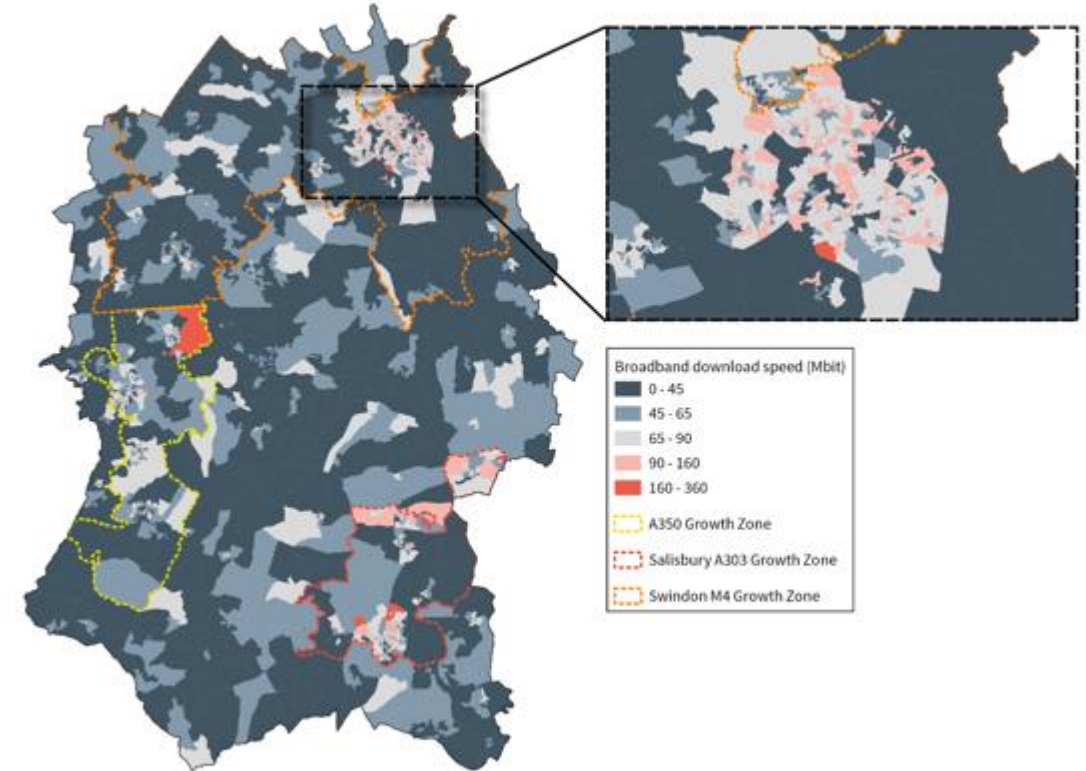 Broadband download speed (Mbit)
0 - 45
45 - 65
65 - 90
90 - 160
160 - 360
A350 Growth Zone
Salisbury A303 Growth Zone
Swindon M4 Growth Zone